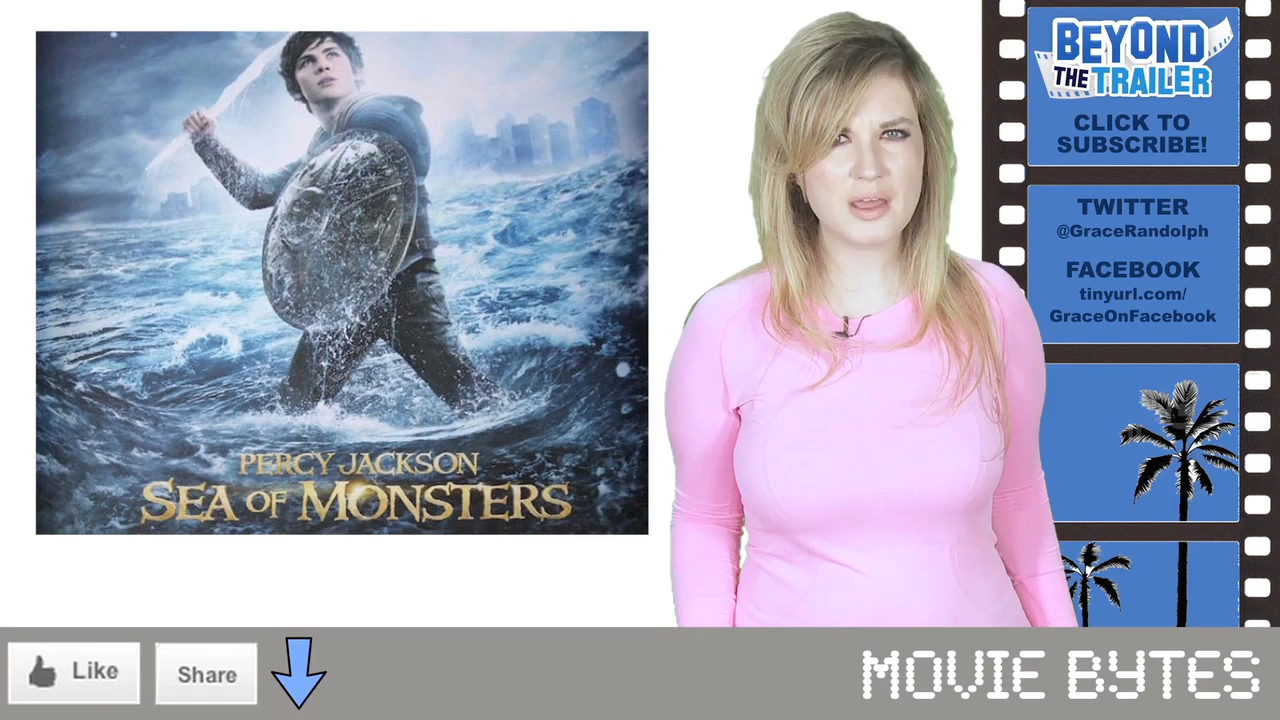 PERCY JACKSON
SEA OF MONSTERS
BEYOND
THE TRAILER
CLICK TO
SUBSCRIBE!
TWITTER
@GraceRandolph
FACEBOOK
tinyurl.com/
GraceOnFacebook
Like
Share
MOVIE BYTES